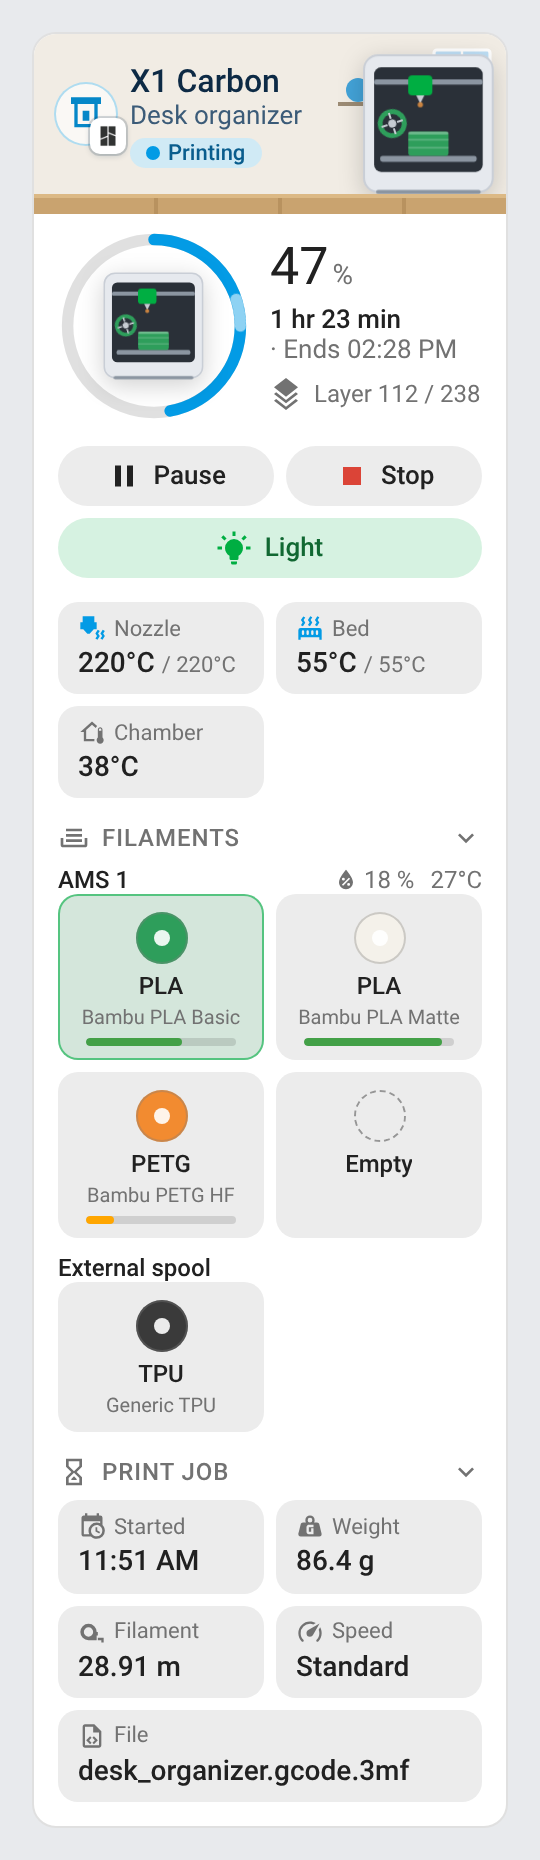 X1 Carbon
Desk organizer
Printing
47 %
1 hr 23 min
· Ends 02:28 PM
Layer 112 / 238
Pause
Stop
Light
Nozzle
220°C / 220°C
Bed
55°C / 55°C
Chamber
38°C
FILAMENTS
AMS 1
18 % 27°C
PLA
Bambu PLA Basic
PLA
Bambu PLA Matte
PETG
Bambu PETG HF
Empty
External spool
TPU
Generic TPU
PRINT JOB
Started
11:51 AM
Weight
86.4 g
Filament
28.91 m
Speed
Standard
File
desk_organizer.gcode.3mf